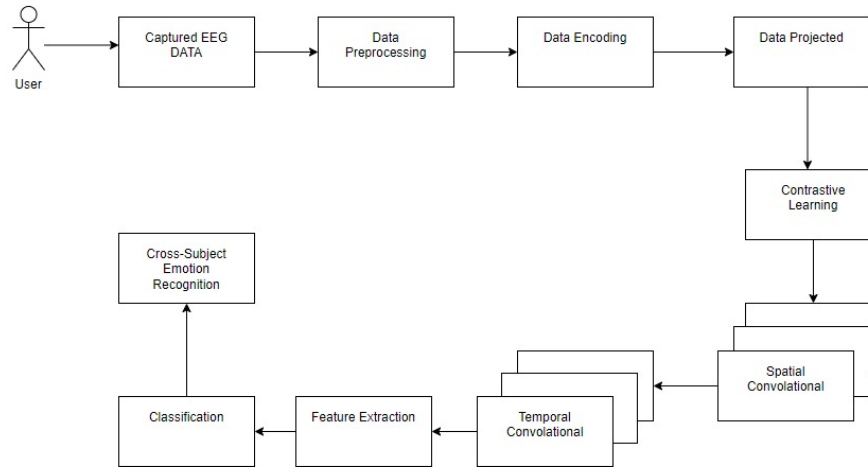 User
Captured EEG
DATA
Data
Preprocessing
Data Encoding
Data Projected
Contrastive
Learning
Spatial
Convolational
Temporal
Convolational
Feature Extraction
Classification
Cross-Subject
Emotion
Recognition